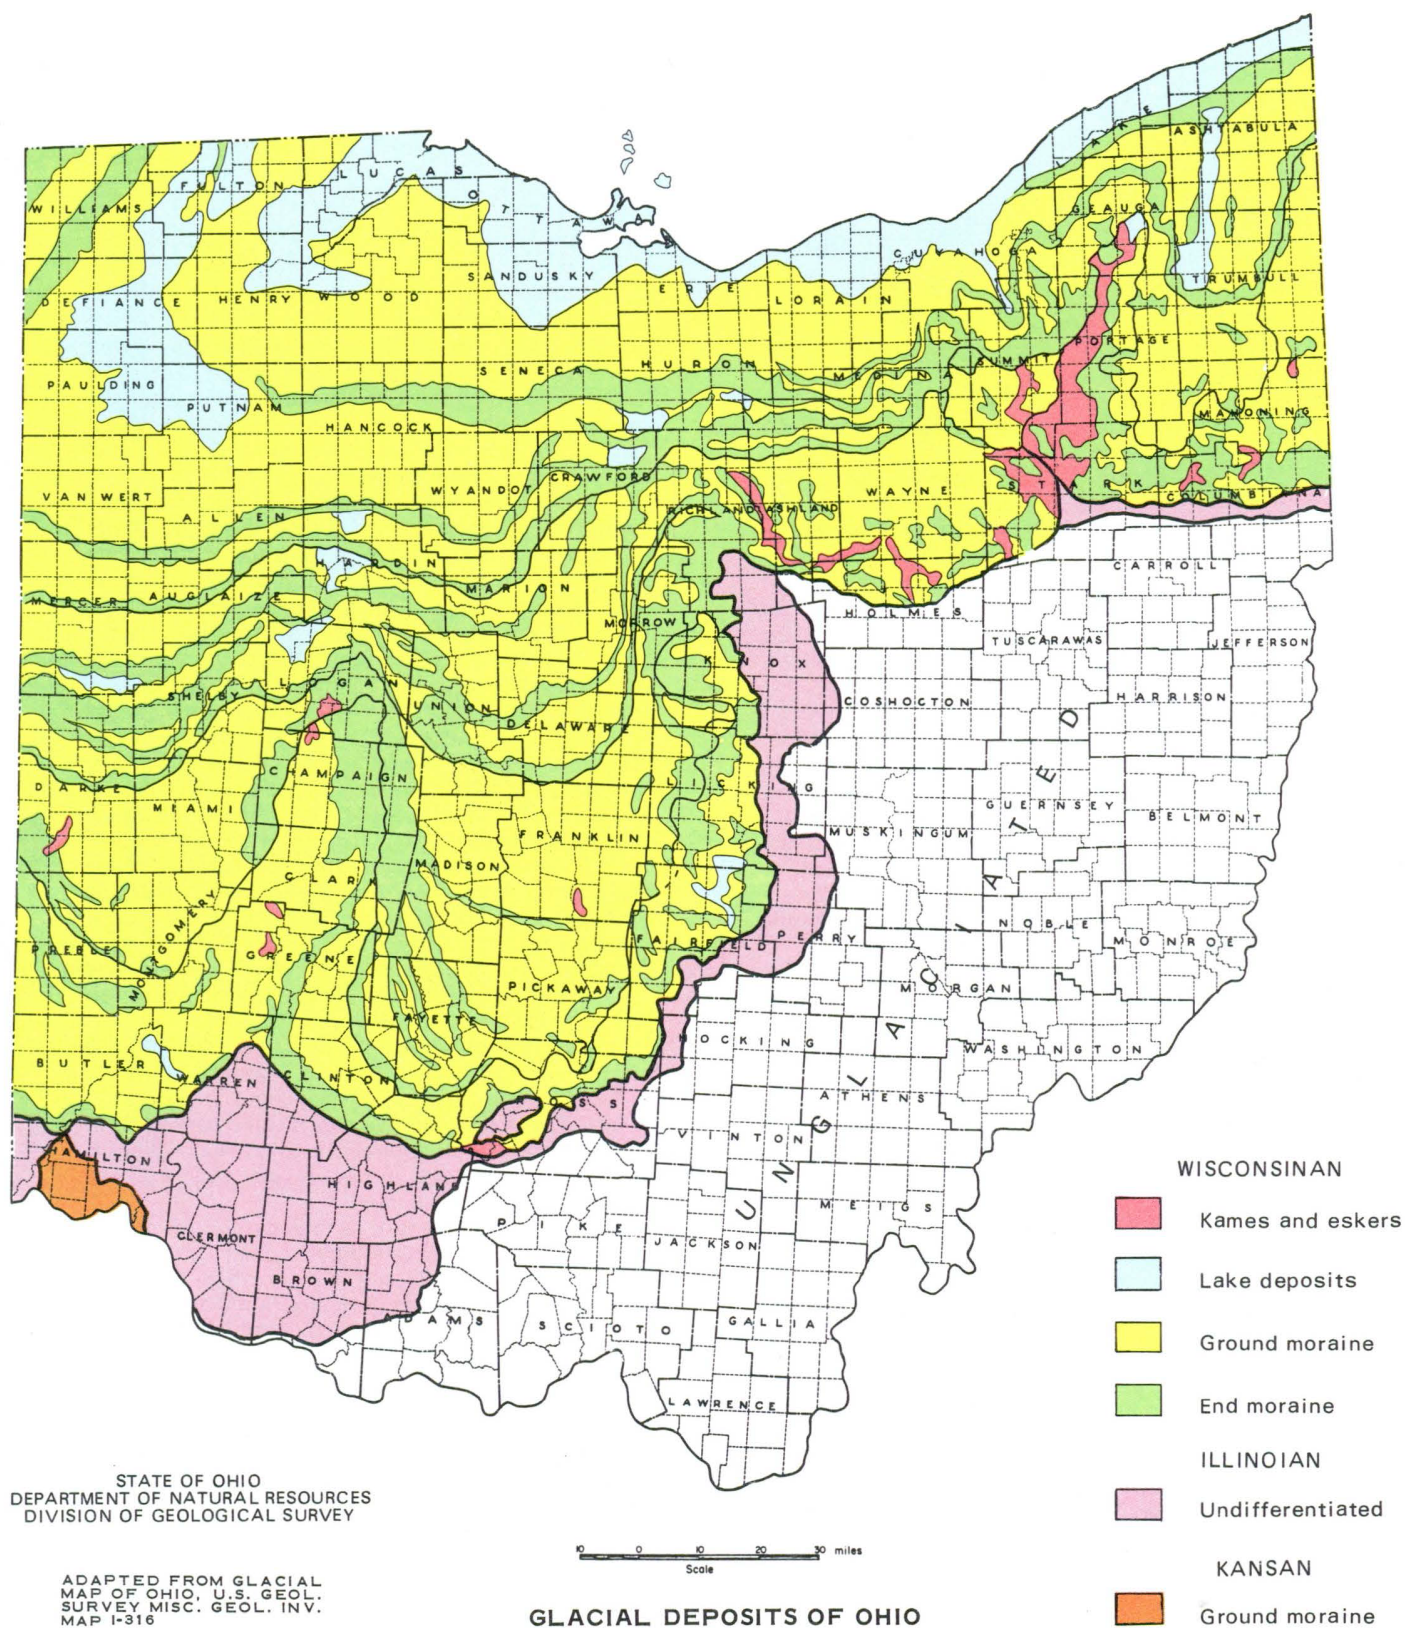 LAKE
ASHTABULA
LUCAS
FULTON
WILLIAMS
OTTAWA
GEAUGA
CUYAHOGA
SANDUSKY
TRUMBULL
DEFIANCE
HENRY
WOOD
ERIE
LORAIN
PORTAGE
SUMMIT
HURON
SENECA
MEDINA
PAULDING
PUTNAM
MAHONING
HANCOCK
CRAWFORD
WYANDOT
WAYNE
STARK
VAN WERT
COLUMBIANA
RICHLAND
ASHLAND
ALLEN
HARDIN
CARROLL
MARION
MERCER
AUGLAIZE
HOLMES
MORROW
TUSCARAWAS
JEFFERSON
KNOX
LOGAN
SHELBY
UNION
COSHOCTON
HARRISON
DELAWARE
CHAMPAIGN
DARKE
LICKING
MIAMI
GUERNSEY
BELMONT
FRANKLIN
MUSKINGUM
MADISON
CLARK
MONTGOMERY
NOBLE
MONROE
PREBLE
FAIRFIELD
PERRY
GREENE
PICKAWAY
MORGAN
FAYETTE
HOCKING
WASHINGTON
BUTLER
WARREN
CLINTON
ATHENS
ROSS
VINTON
HAMILTON
HIGHLAND
MEIGS
PIKE
JACKSON
CLERMONT
BROWN
ADAMS
SCIOTO
GALLIA
LAWRENCE
UNGLACIATED
WISCONSINAN
Kames and eskers
Lake deposits
Ground moraine
End moraine
ILLINOIAN
Undifferentiated
KANSAN
Ground moraine
STATE OF OHIO
DEPARTMENT OF NATURAL RESOURCES
DIVISION OF GEOLOGICAL SURVEY
10 0 10 20 30 miles
Scale
ADAPTED FROM GLACIAL
MAP OF OHIO, U.S. GEOL.
SURVEY MISC. GEOL. INV.
MAP I-316
GLACIAL DEPOSITS OF OHIO